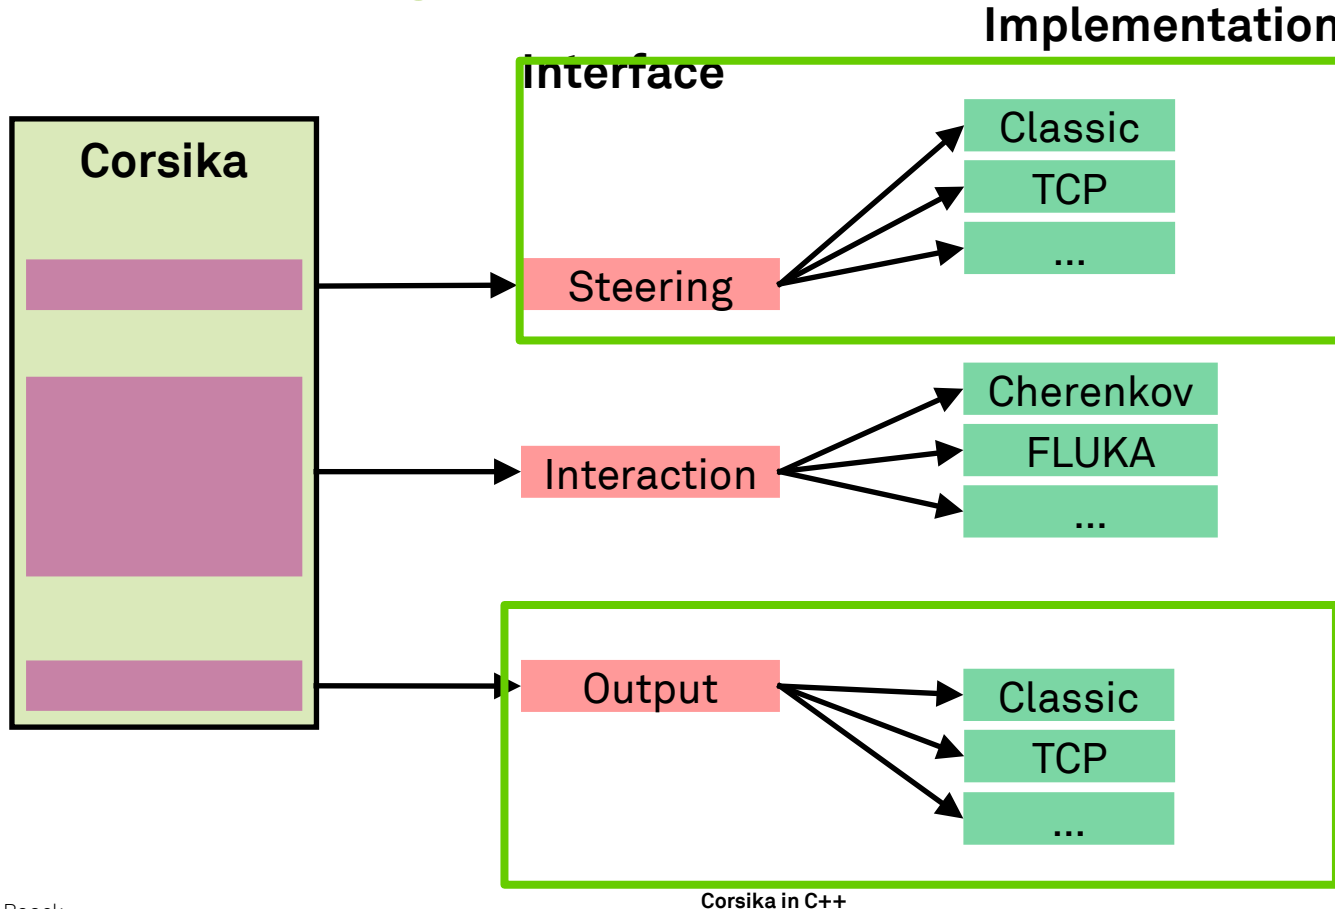 Implementation
Interface
Corsika
Classic
TCP
...
Steering
Cherenkov
FLUKA
...
Interaction
Output
Classic
TCP
...
Corsika in C++